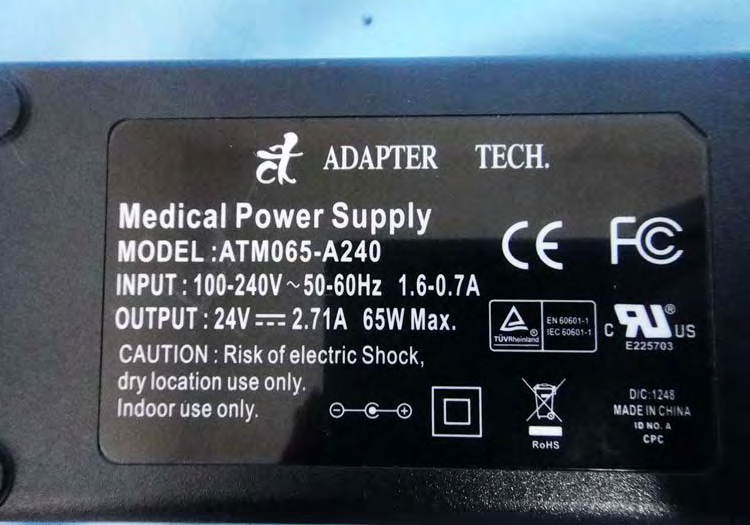 ADAPTER TECH.
Medical Power Supply
MODEL : ATM065-A240
INPUT : 100-240V ~ 50-60Hz 1.6-0.7A
OUTPUT : 24V ⎓ 2.71A 65W Max.
CAUTION : Risk of electric Shock,
dry location use only.
Indoor use only.
CE
FC
TÜVRheinland
EN 60601-1
IEC 60601-1
C RU ® US
E225703
RoHS
D/C:1248
MADE IN CHINA
ID NO. A
CPC